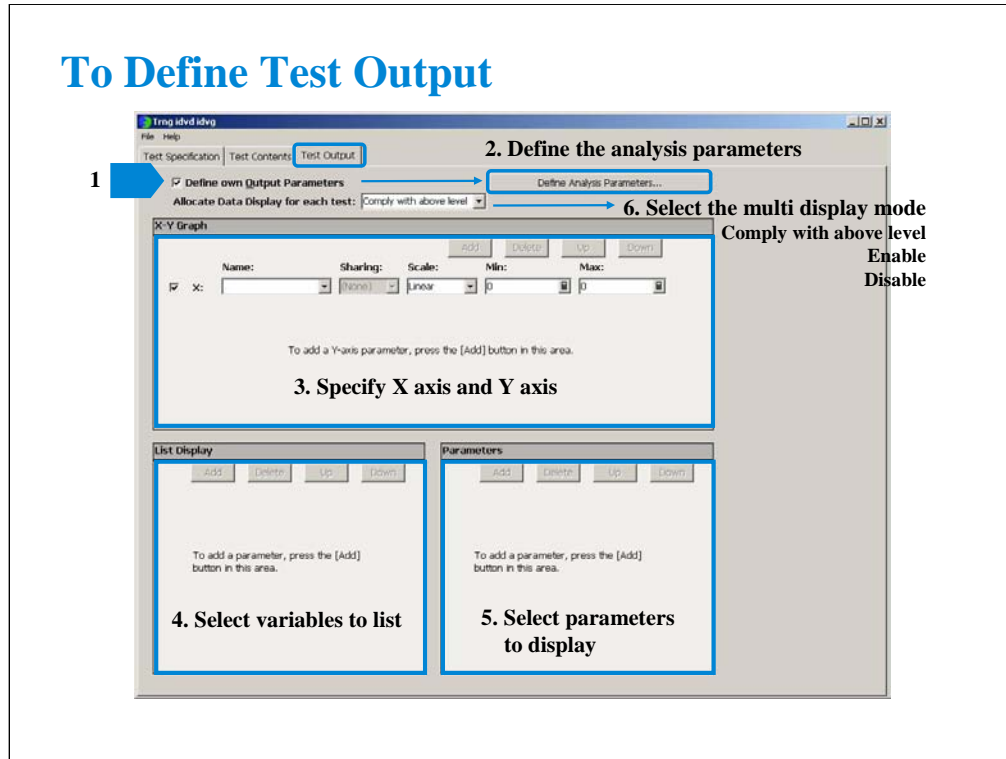 To Define Test Output
Trng idvd idvg
File Help
Test Specification Test Contents Test Output
2. Define the analysis parameters
1
Define own Output Parameters
Define Analysis Parameters...
Allocate Data Display for each test: Comply with above level
6. Select the multi display mode
Comply with above level
Enable
Disable
X-Y Graph
Add Delete Up Down
Name: Sharing: Scale: Min: Max:
X: (None) Linear 0 0
To add a Y-axis parameter, press the [Add] button in this area.
3. Specify X axis and Y axis
List Display
Add Delete Up Down
To add a parameter, press the [Add]
button in this area.
4. Select variables to list
Parameters
Add Delete Up Down
To add a parameter, press the [Add]
button in this area.
5. Select parameters
to display